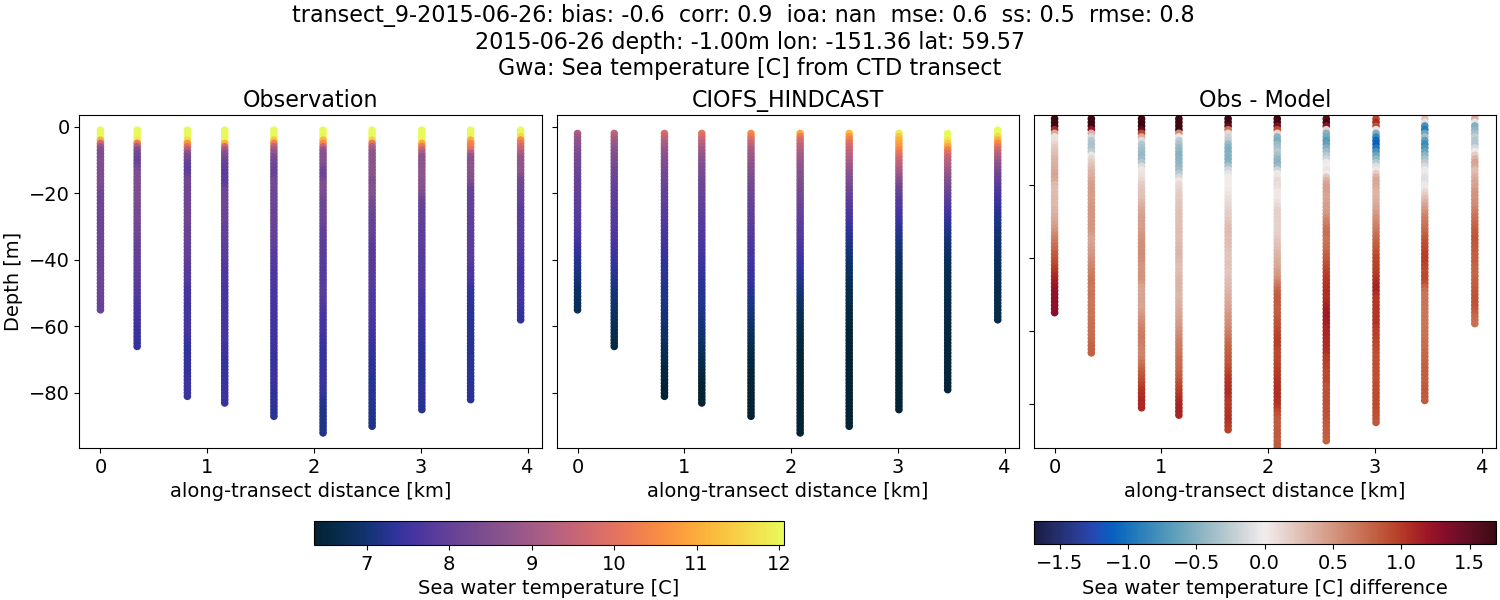 transect_9-2015-06-26: bias: -0.6  corr: 0.9  ioa: nan  mse: 0.6  ss: 0.5  rmse: 0.8
2015-06-26 depth: -1.00m lon: -151.36 lat: 59.57
Gwa: Sea temperature [C] from CTD transect
Observation
CIOFS_HINDCAST
Obs - Model
Depth [m]
0
−20
−40
−60
−80
0 1 2 3 4
0 1 2 3 4
0 1 2 3 4
along-transect distance [km]
along-transect distance [km]
along-transect distance [km]
7 8 9 10 11 12
Sea water temperature [C]
−1.5 −1.0 −0.5 0.0 0.5 1.0 1.5
Sea water temperature [C] difference